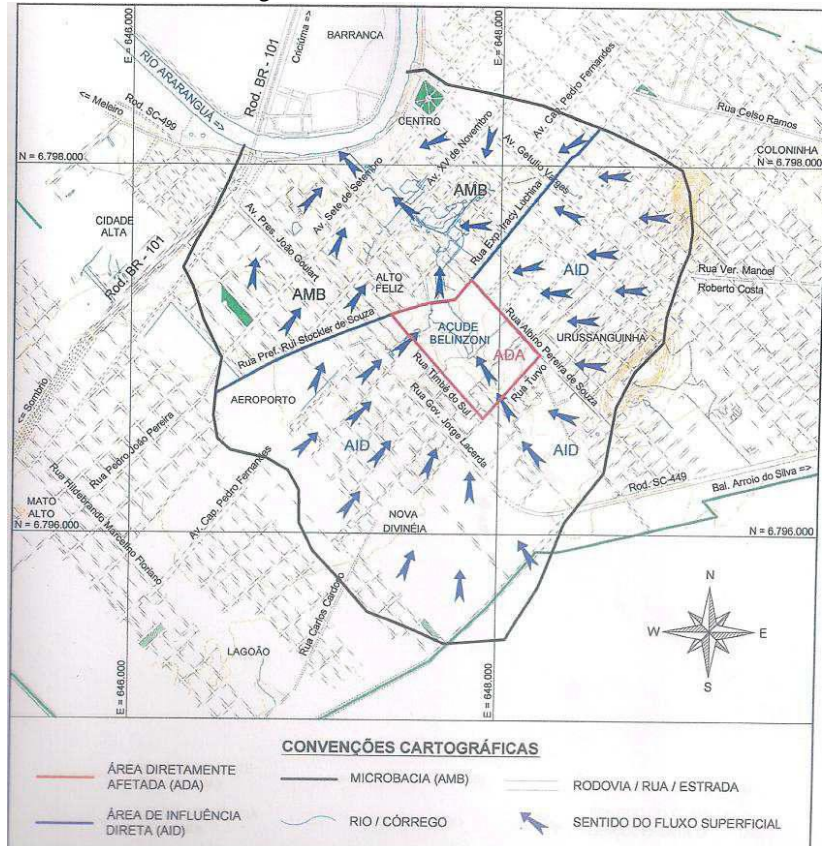 E = 646.000
Criciúma =>
BARRANCA
E = 648.000
Rod. BR - 101
RIO ARARANGUA =>
<= Meleiro
Rod. SC-499
Av. Cap. Pedro Fernandes
Rua Celso Ramos
CENTRO
COLONINHA
N = 6.798.000
N = 6.798.000
Av. XV de Novembro
Av. Getulio Vargas
Av. Sete de Setembro
AMB
Rua Exp. Iracy Luchina
CIDADE
ALTA
Av. Pres. João Goulart
Rod. BR - 101
ALTO
FELIZ
AID
Rua Ver. Manoel
Roberto Costa
AMB
Rua Pref. Rui Stockler de Souza
AÇUDE
BELINZONI
Rua Albino Pereira de Souza
URUSSANGUINHA
ADA
Rua Timbé do Sul
Rua Turvo
AEROPORTO
Rua Gov. Jorge Lacerda
<= Sombrio
Rua Pedro João Pereira
AID
AID
Rod. SC-449
Bal. Arroio do Silva =>
MATO
ALTO
Rua Hildebrando Marcelino Floriano
Av. Cap. Pedro Fernandes
NOVA
DIVINÉIA
N = 6.796.000
N = 6.796.000
Rua Carlos Cardoso
LAGOÃO
N
W
E
S
E = 646.000
E = 648.000
CONVENÇÕES CARTOGRÁFICAS
ÁREA DIRETAMENTE
AFETADA (ADA)
MICROBACIA (AMB)
RODOVIA / RUA / ESTRADA
ÁREA DE INFLUÊNCIA
DIRETA (AID)
RIO / CÓRREGO
SENTIDO DO FLUXO SUPERFICIAL